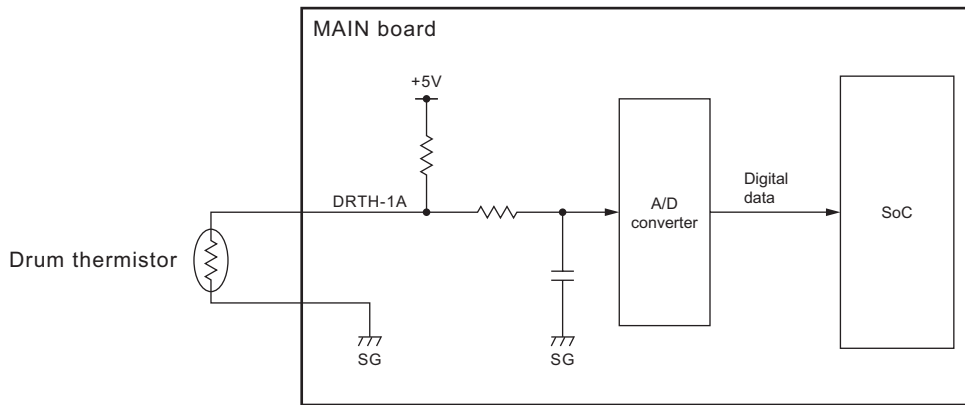 MAIN board
+5V
DRTH-1A
Drum thermistor
A/D
converter
Digital
data
SoC
SG
SG